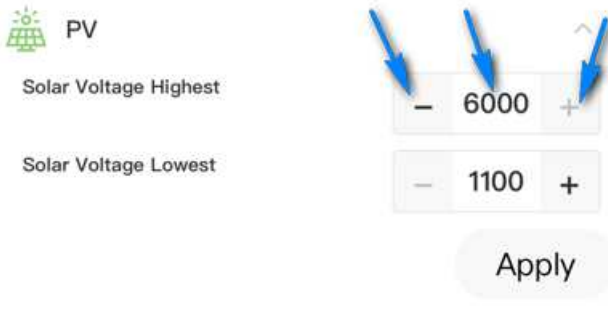 PV
Solar Voltage Highest
− 6000 +
Solar Voltage Lowest
− 1100 +
Apply